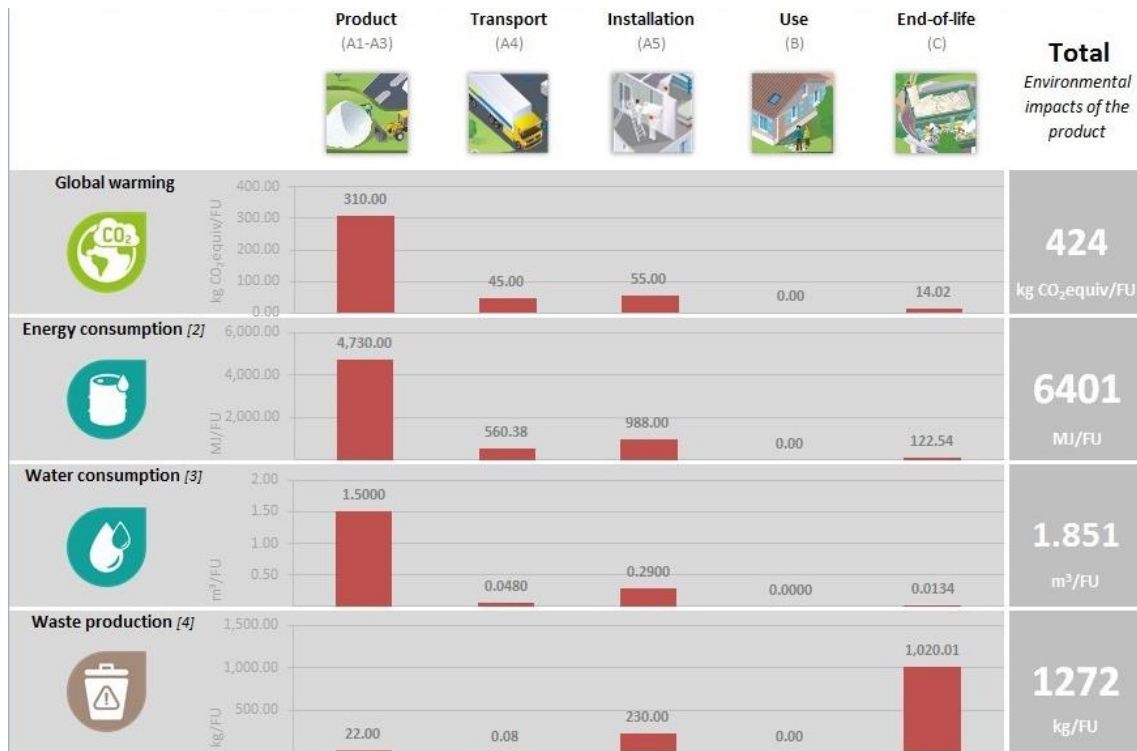 Product
(A1-A3)
Transport
(A4)
Installation
(A5)
Use
(B)
End-of-life
(C)
Total
Environmental
impacts of the
product
Global warming
CO₂
kg CO₂equiv/FU
400.00
300.00
200.00
100.00
0.00
310.00
45.00
55.00
0.00
14.02
424
kg CO₂equiv/FU
Energy consumption [2]
MJ/FU
6,000.00
4,000.00
2,000.00
4,730.00
560.38
988.00
0.00
122.54
6401
MJ/FU
Water consumption [3]
m³/FU
2.00
1.50
1.00
0.50
1.5000
0.0480
0.2900
0.0000
0.0134
1.851
m³/FU
Waste production [4]
kg/FU
1,500.00
1,000.00
500.00
22.00
0.08
230.00
0.00
1,020.01
1272
kg/FU